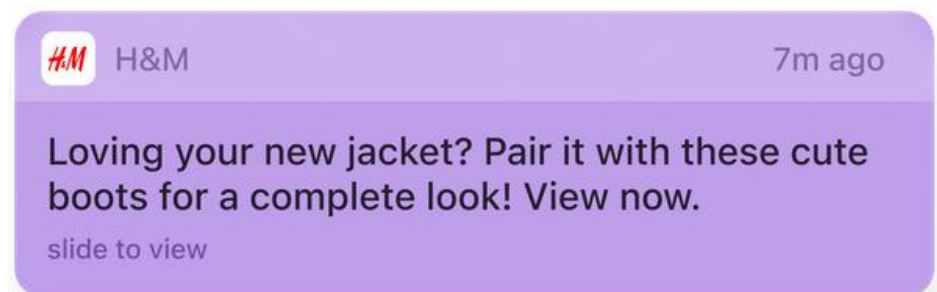 H&M H&M 7m ago
Loving your new jacket? Pair it with these cute
boots for a complete look! View now.
slide to view